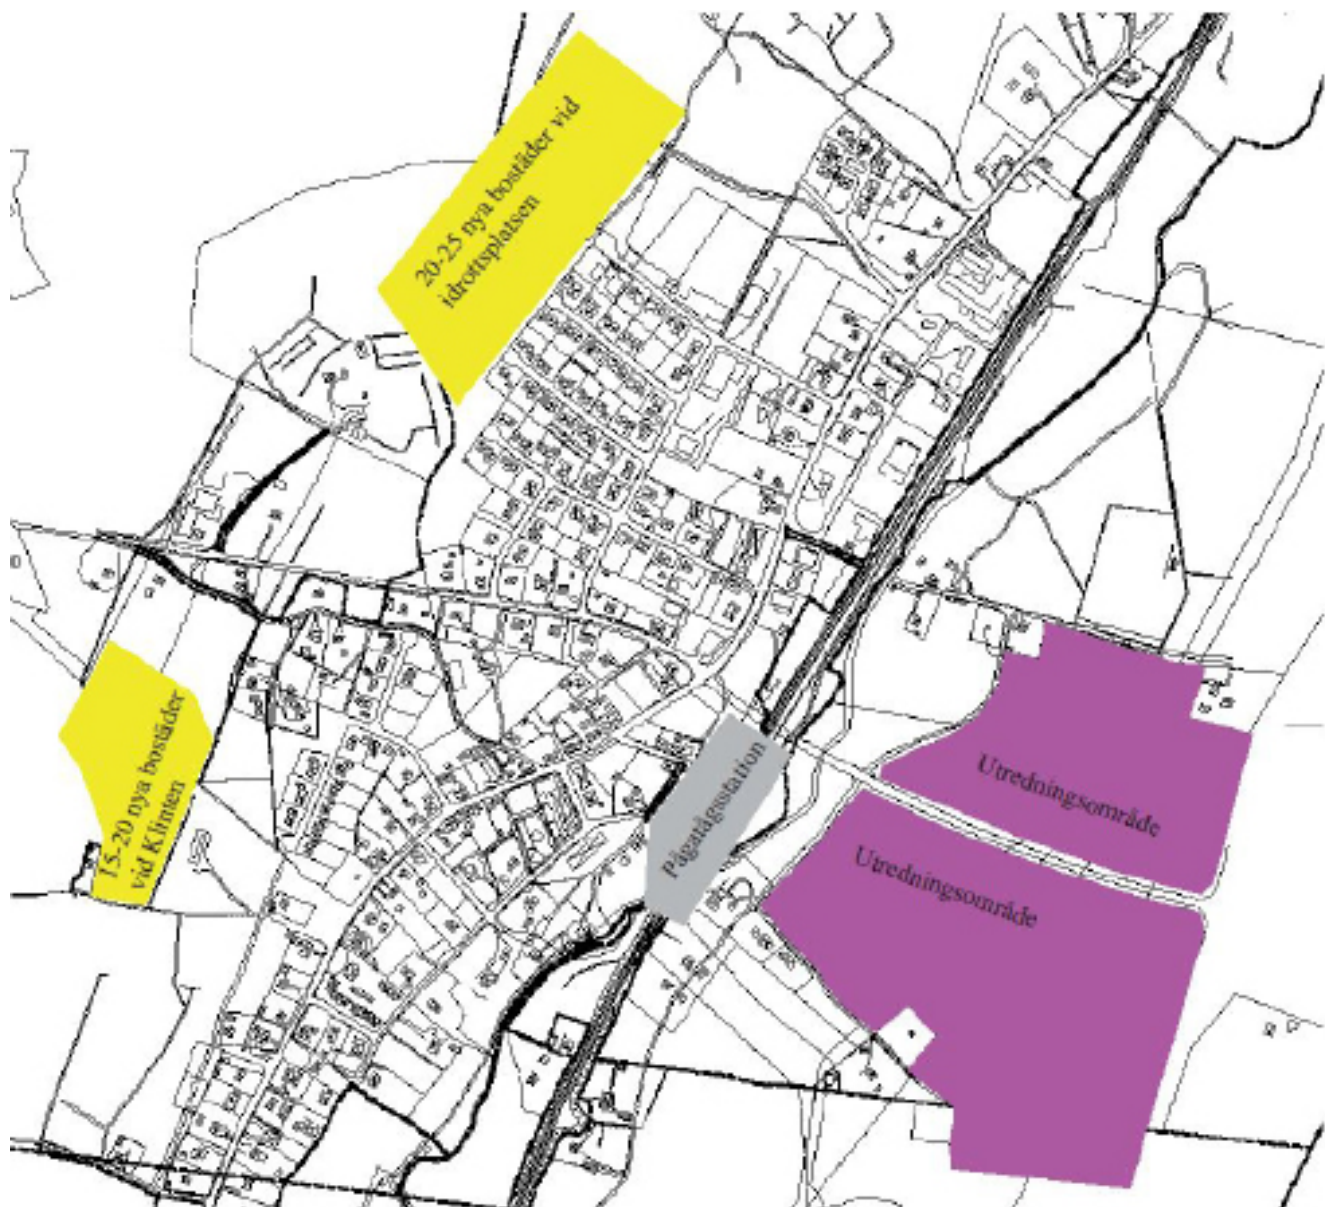 20-25 nya bostäder vid
idrottsplatsen
15-20 nya bostäder
vid Klinten
Pågatågsstation
Utredningsområde
Utredningsområde